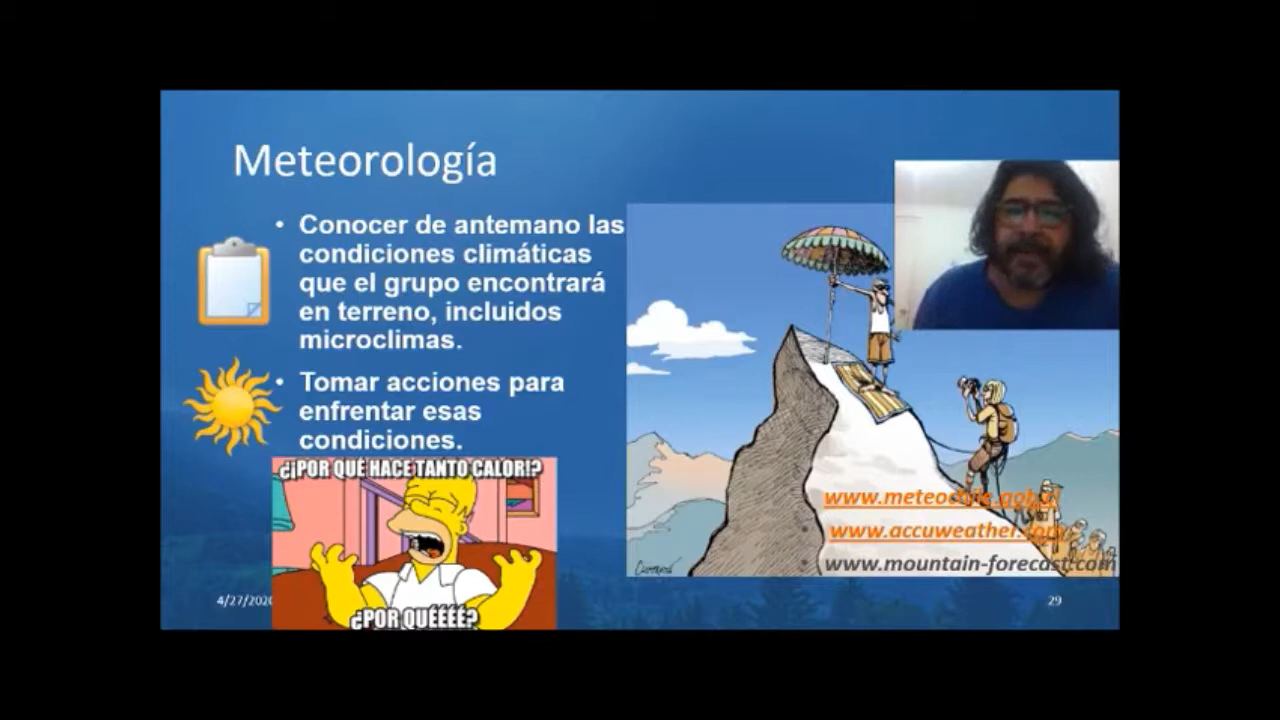 Meteorología
• Conocer de antemano las
condiciones climáticas
que el grupo encontrará
en terreno, incluidos
microclimas.
• Tomar acciones para
enfrentar esas
condiciones.
¿¡POR QUÉ HACE TANTO CALOR!?
¿POR QUÉÉÉÉ?
www.meteochile.gob.cl
www.accuweather.com
www.mountain-forecast.com
4/27/2020
29